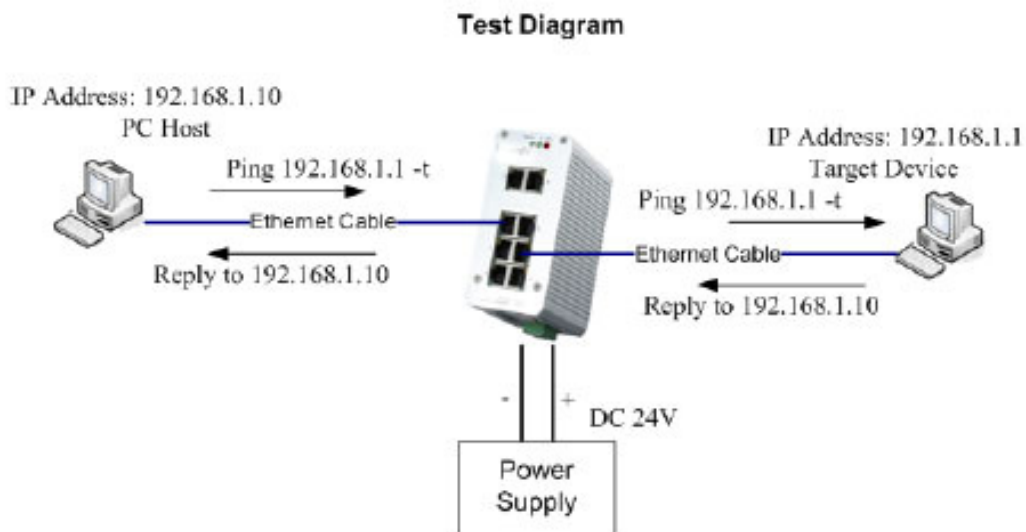 Test Diagram
IP Address: 192.168.1.10
PC Host
Ping 192.168.1.1 -t
Ethernet Cable
Reply to 192.168.1.10
IP Address: 192.168.1.1
Target Device
Ping 192.168.1.1 -t
Ethernet Cable
Reply to 192.168.1.10
- +
DC 24V
Power
Supply